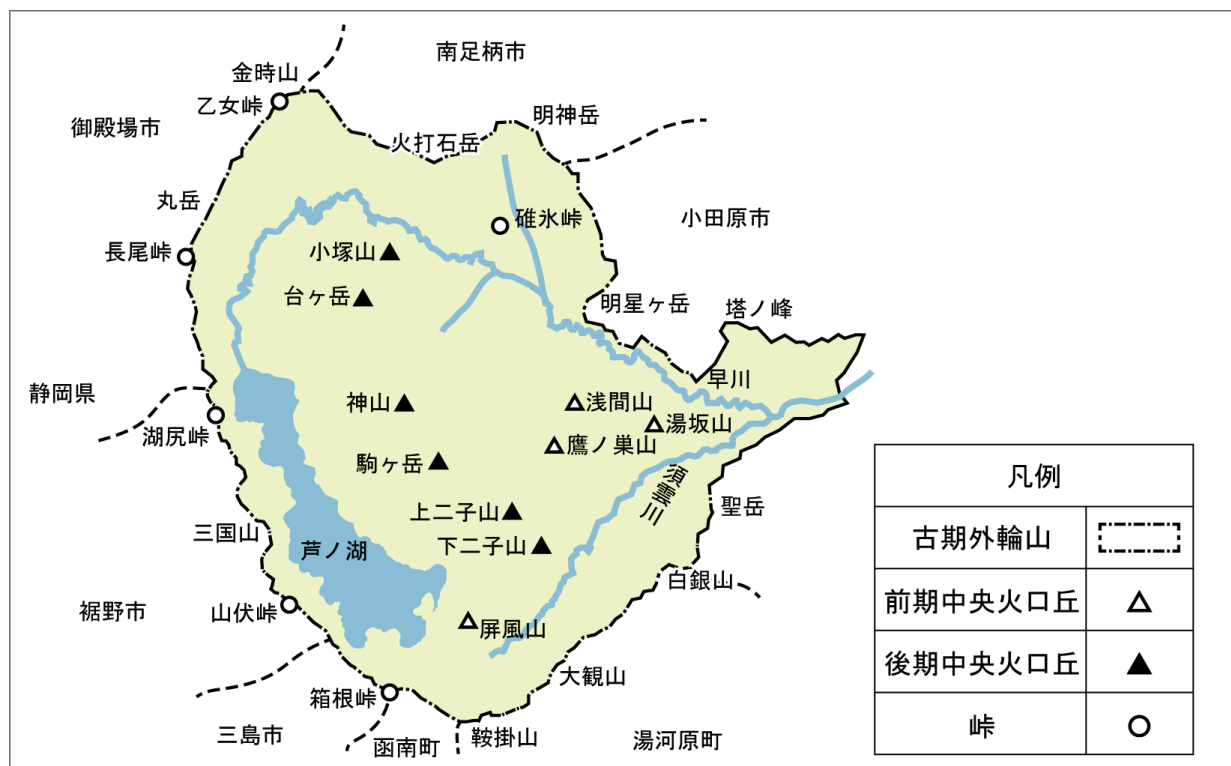 南足柄市
金時山
乙女峠
御殿場市
明神岳
火打石岳
丸岳
碓氷峠
小田原市
長尾峠
小塚山
台ヶ岳
明星ヶ岳
塔ノ峰
早川
静岡県
神山
浅間山
湯坂山
湖尻峠
鷹ノ巣山
駒ヶ岳
須雲川
上二子山
聖岳
三国山
芦ノ湖
下二子山
白銀山
裾野市
山伏峠
屏風山
大観山
箱根峠
三島市
函南町
鞍掛山
湯河原町
凡例
古期外輪山
前期中央火口丘
後期中央火口丘
峠